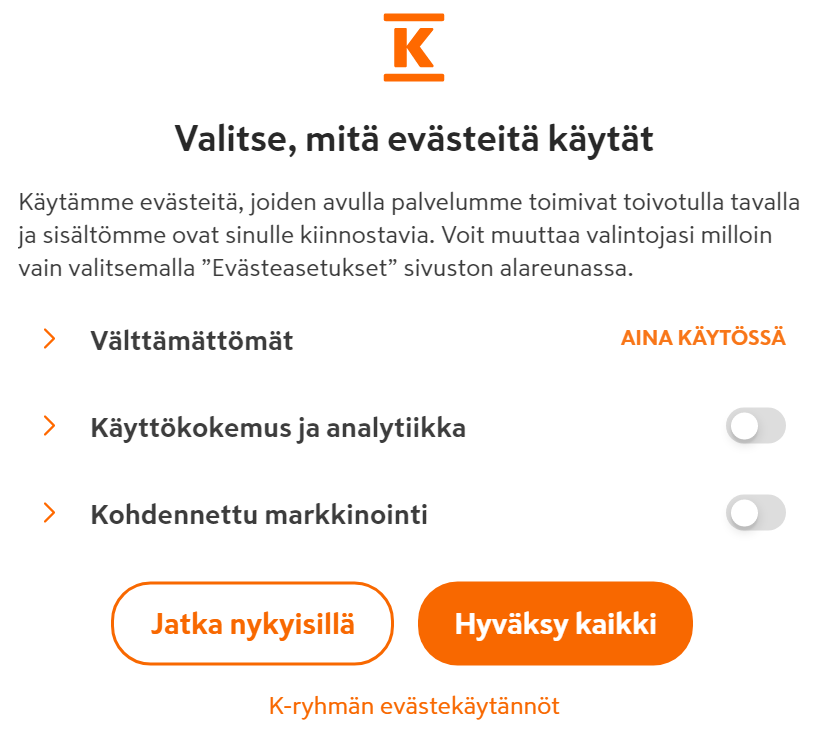 K
Valitse, mitä evästeitä käytät
Käytämme evästeitä, joiden avulla palvelumme toimivat toivotulla tavalla
ja sisältömme ovat sinulle kiinnostavia. Voit muuttaa valintojasi milloin
vain valitsemalla ”Evästeasetukset” sivuston alareunassa.
Välttämättömät AINA KÄYTÖSSÄ
Käyttökokemus ja analytiikka
Kohdennettu markkinointi
Jatka nykyisillä Hyväksy kaikki
K-ryhmän evästekäytännöt